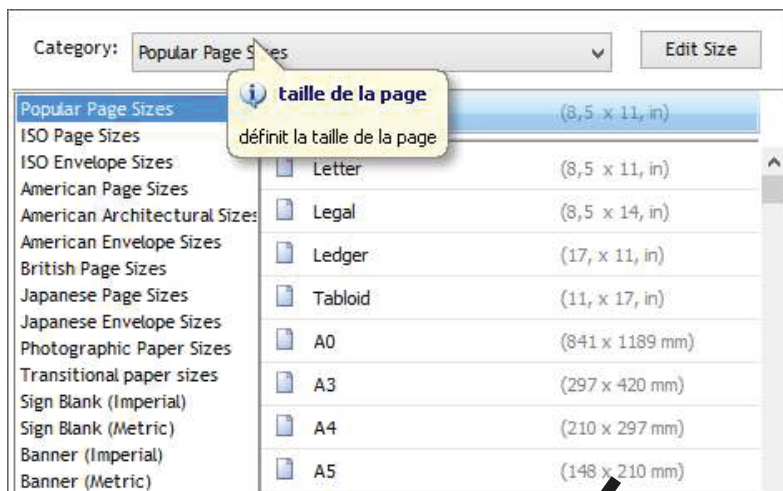 Category:
Popular Page
Edit Size
taille de la page
définit la taille de la page
Popular Page Sizes
ISO Page Sizes
ISO Envelope Sizes
American Page Sizes
American Architectural Sizes
American Envelope Sizes
British Page Sizes
Japanese Page Sizes
Japanese Envelope Sizes
Photographic Paper Sizes
Transitional paper sizes
Sign Blank (Imperial)
Sign Blank (Metric)
Banner (Imperial)
Banner (Metric)
(8,5 x 11, in)
Letter (8,5 x 11, in)
Legal (8,5 x 14, in)
Ledger (17, x 11, in)
Tabloid (11, x 17, in)
A0 (841 x 1189 mm)
A3 (297 x 420 mm)
A4 (210 x 297 mm)
A5 (148 x 210 mm)